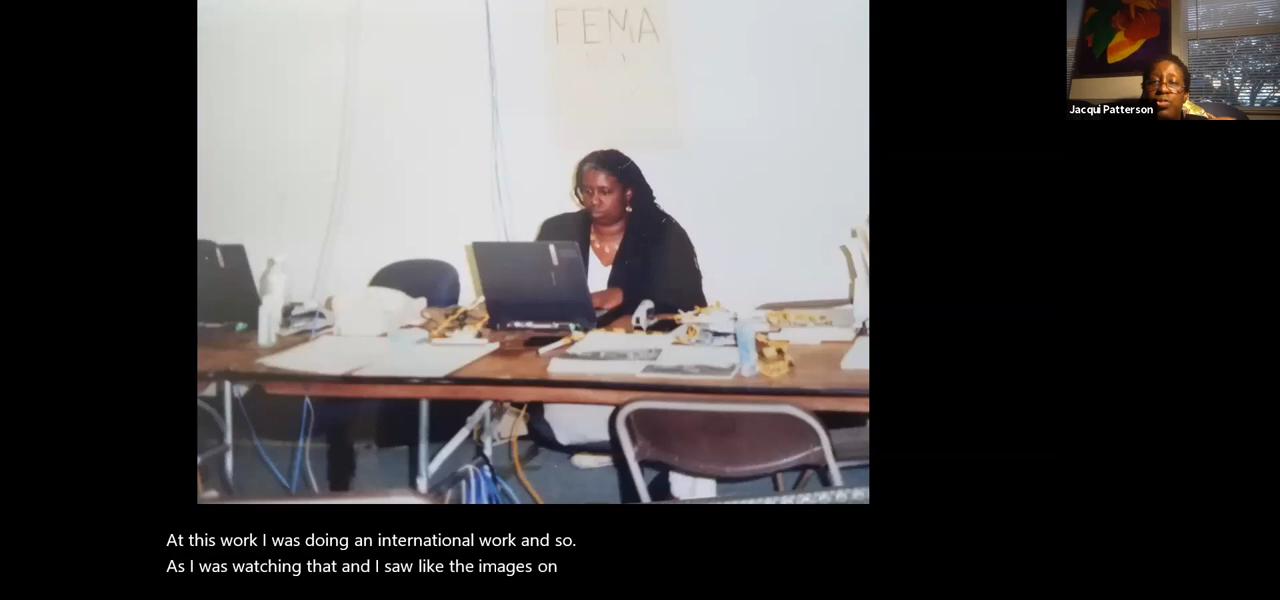 FEMA
Jacqui Patterson
At this work I was doing an international work and so.
As I was watching that and I saw like the images on